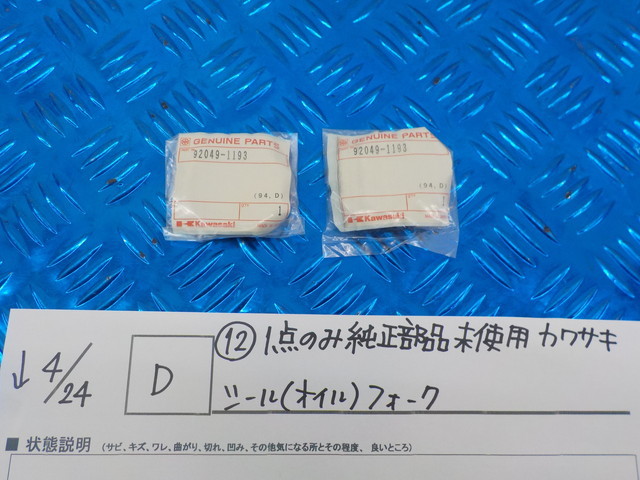 GENUINE PARTS
92049-1193
(94, D)
1
Kawasaki
GENUINE PARTS
92049-1193
(94, D)
Kawasaki
↓ 4/24 D ⑫ 1点のみ 純正部品 未使用 カワサキ
シール(オイル)フォーク
■ 状態説明 (サビ、キズ、ワレ、曲がり、切れ、凹み、その他気になる所とその程度、良いところ)